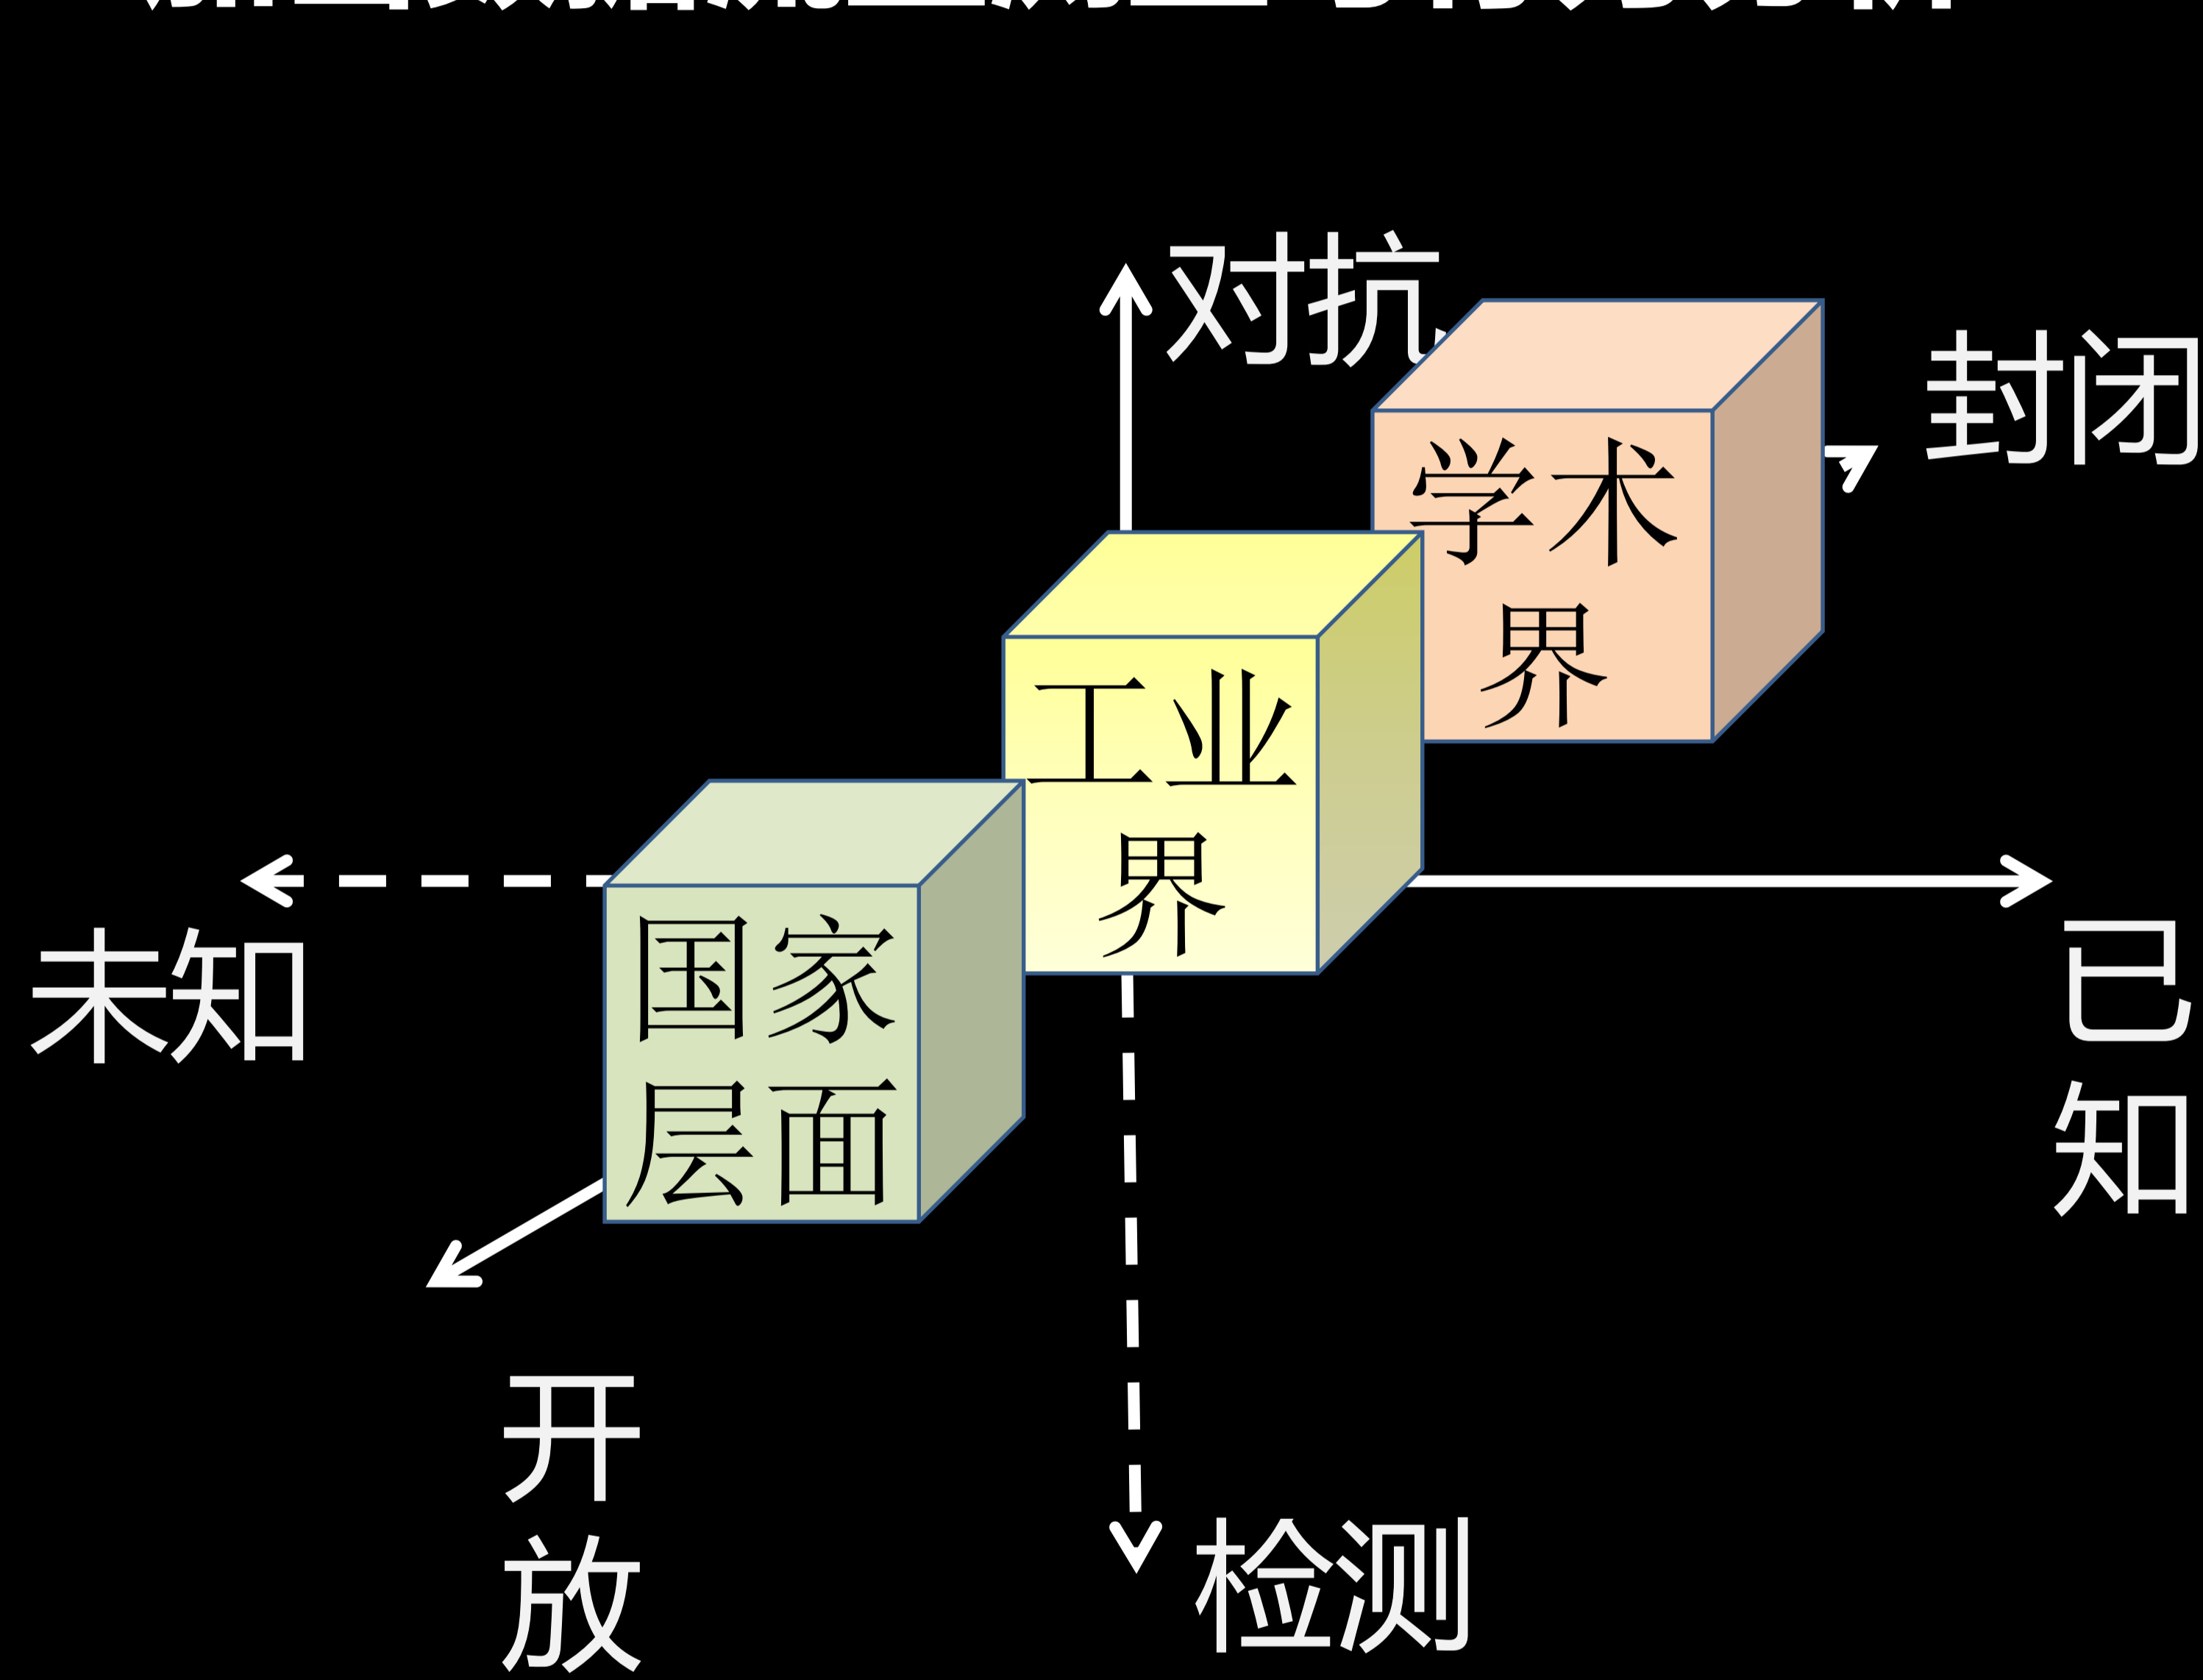 对抗
封闭
学术
界
工业
界
未知
已
知
国家
层面
开
放
检测